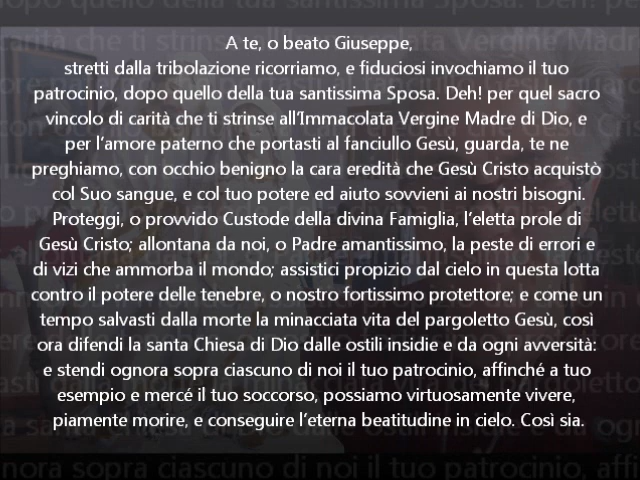 A te, o beato Giuseppe,
stretti dalla tribolazione ricorriamo, e fiduciosi invochiamo il tuo
patrocinio, dopo quello della tua santissima Sposa. Deh! per quel sacro
vincolo di carità che ti strinse all'Immacolata Vergine Madre di Dio, e
per l'amore paterno che portasti al fanciullo Gesù, guarda, te ne
preghiamo, con occhio benigno la cara eredità che Gesù Cristo acquistò
col Suo sangue, e col tuo potere ed aiuto sovvieni ai nostri bisogni.
Proteggi, o provvido Custode della divina Famiglia, l'eletta prole di
Gesù Cristo; allontana da noi, o Padre amantissimo, la peste di errori e
di vizi che ammorba il mondo; assistici propizio dal cielo in questa lotta
contro il potere delle tenebre, o nostro fortissimo protettore; e come un
tempo salvasti dalla morte la minacciata vita del pargoletto Gesù, così
ora difendi la santa Chiesa di Dio dalle ostili insidie e da ogni avversità:
e stendi ognora sopra ciascuno di noi il tuo patrocinio, affinché a tuo
esempio e mercé il tuo soccorso, possiamo virtuosamente vivere,
piamente morire, e conseguire l'eterna beatitudine in cielo. Così sia.